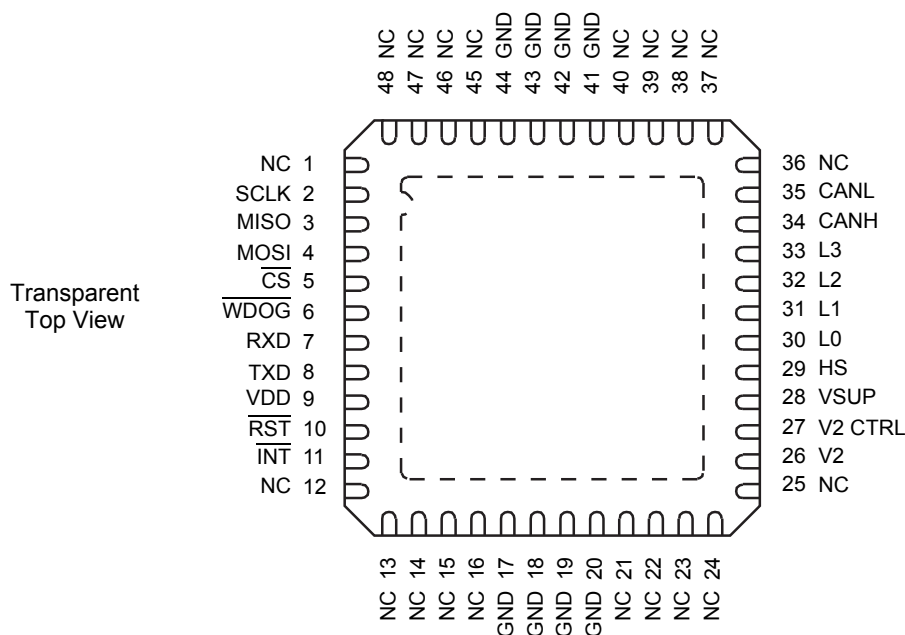 48 NC
47 NC
46 NC
45 NC
44 GND
43 GND
42 GND
41 GND
40 NC
39 NC
38 NC
37 NC
NC 1
SCLK 2
MISO 3
MOSI 4
CS 5
WDOG 6
RXD 7
TXD 8
VDD 9
RST 10
INT 11
NC 12
Transparent
Top View
36 NC
35 CANL
34 CANH
33 L3
32 L2
31 L1
30 L0
29 HS
28 VSUP
27 V2 CTRL
26 V2
25 NC
NC 13
NC 14
NC 15
NC 16
GND 17
GND 18
GND 19
GND 20
NC 21
NC 22
NC 23
NC 24